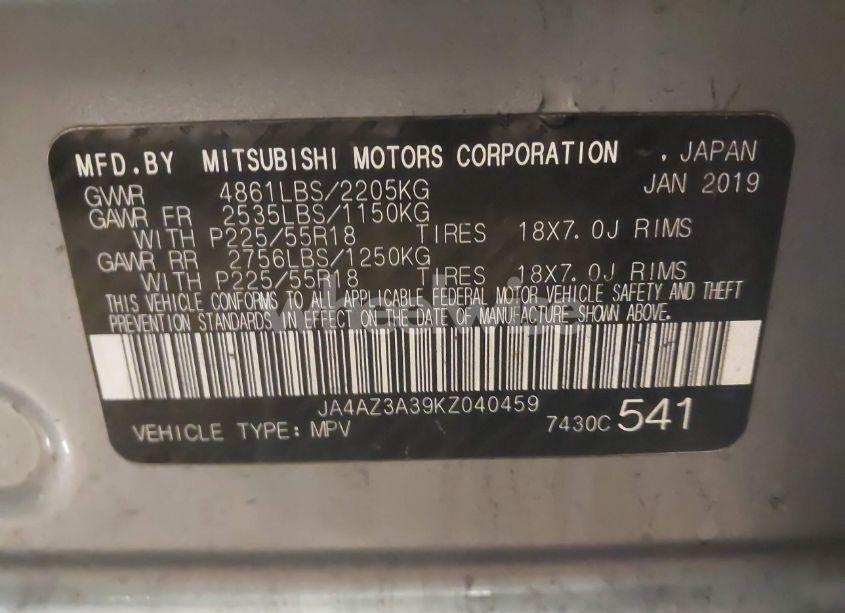 MFD.BY MITSUBISHI MOTORS CORPORATION . JAPAN
GVWR 4861LBS/2205KG JAN 2019
GAWR FR 2535LBS/1150KG
WITH P225/55R18 TIRES 18X7.0J RIMS
GAWR RR 2756LBS/1250KG
WITH P225/55R18 TIRES 18X7.0J RIMS
THIS VEHICLE CONFORMS TO ALL APPLICABLE FEDERAL MOTOR VEHICLE SAFETY AND THEFT
PREVENTION STANDARDS IN EFFECT ON THE DATE OF MANUFACTURE SHOWN ABOVE.
JA4AZ3A39KZ040459
VEHICLE TYPE: MPV 7430C 541